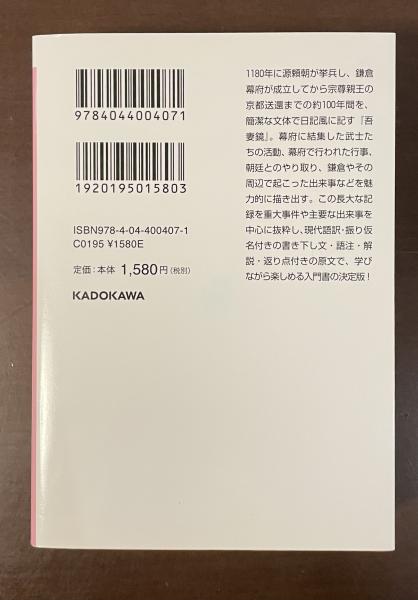 9784044004071
1920195015803
ISBN978-4-04-400407-1
C0195 ¥1580E
定価：本体 1,580円（税別）
KADOKAWA
1180年に源頼朝が挙兵し、鎌倉
幕府が成立してから宗尊親王の
京都送還までの約100年間を、
簡潔な文体で日記風に記す『吾
妻鏡』。幕府に結集した武士た
ちの活動、幕府で行われた行事、
朝廷とのやり取り、鎌倉やその
周辺で起こった出来事などを魅
力的に描き出す。この長大な記
録を重大事件や主要な出来事を
中心に抜粋し、現代語訳・振り仮
名付きの書き下し文・語注・解
説・返り点付きの原文で、学び
ながら楽しめる入門書の決定版！